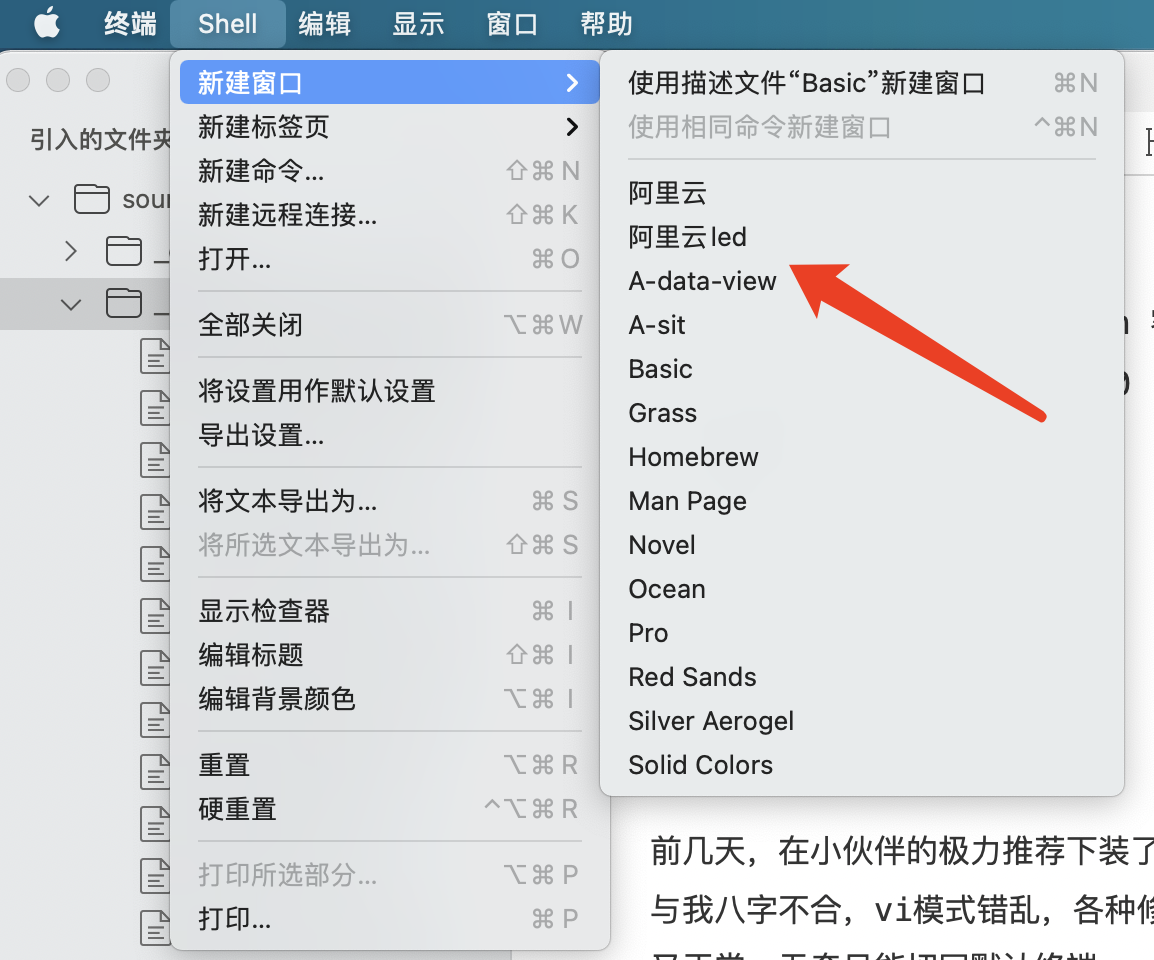 终端 Shell 编辑 显示 窗口 帮助
引入的文件夹
新建窗口
新建标签页
新建命令... ⇧⌘N
新建远程连接... ⇧⌘K
打开... ⌘O
全部关闭 ⌥⌘W
将设置用作默认设置
导出设置...
将文本导出为... ⌘S
将所选文本导出为... ⇧⌘S
显示检查器 ⌘I
编辑标题 ⇧⌘I
编辑背景颜色 ⌥⌘I
重置 ⌥⌘R
硬重置 ^⌥⌘R
打印所选部分... ⌥⌘P
打印... ⌘P
使用描述文件“Basic”新建窗口 ⌘N
使用相同命令新建窗口 ^⌘N
阿里云
阿里云led
A-data-view
A-sit
Basic
Grass
Homebrew
Man Page
Novel
Ocean
Pro
Red Sands
Silver Aerogel
Solid Colors
前几天，在小伙伴的极力推荐下装了
与我八字不合，vi模式错乱，各种